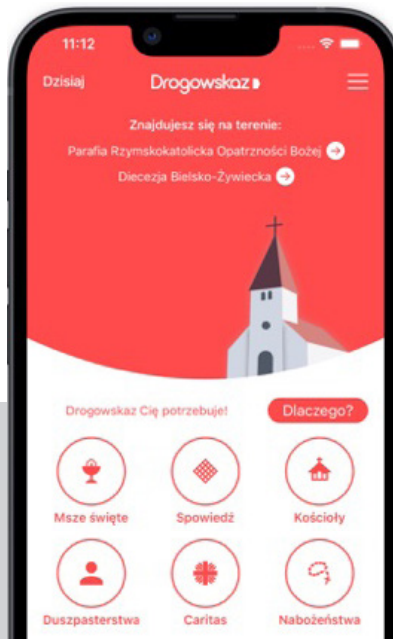 11:12
Dzisiaj
Drogowskaz
Znajdujesz się na terenie:
Parafia Rzymskokatolicka Opatrzności Bożej
Diecezja Bielsko-Żywiecka
Drogowskaz Cię potrzebuje!
Dlaczego?
Msze święte
Spowiedź
Kościoły
Duszpasterstwa
Caritas
Nabożeństwa